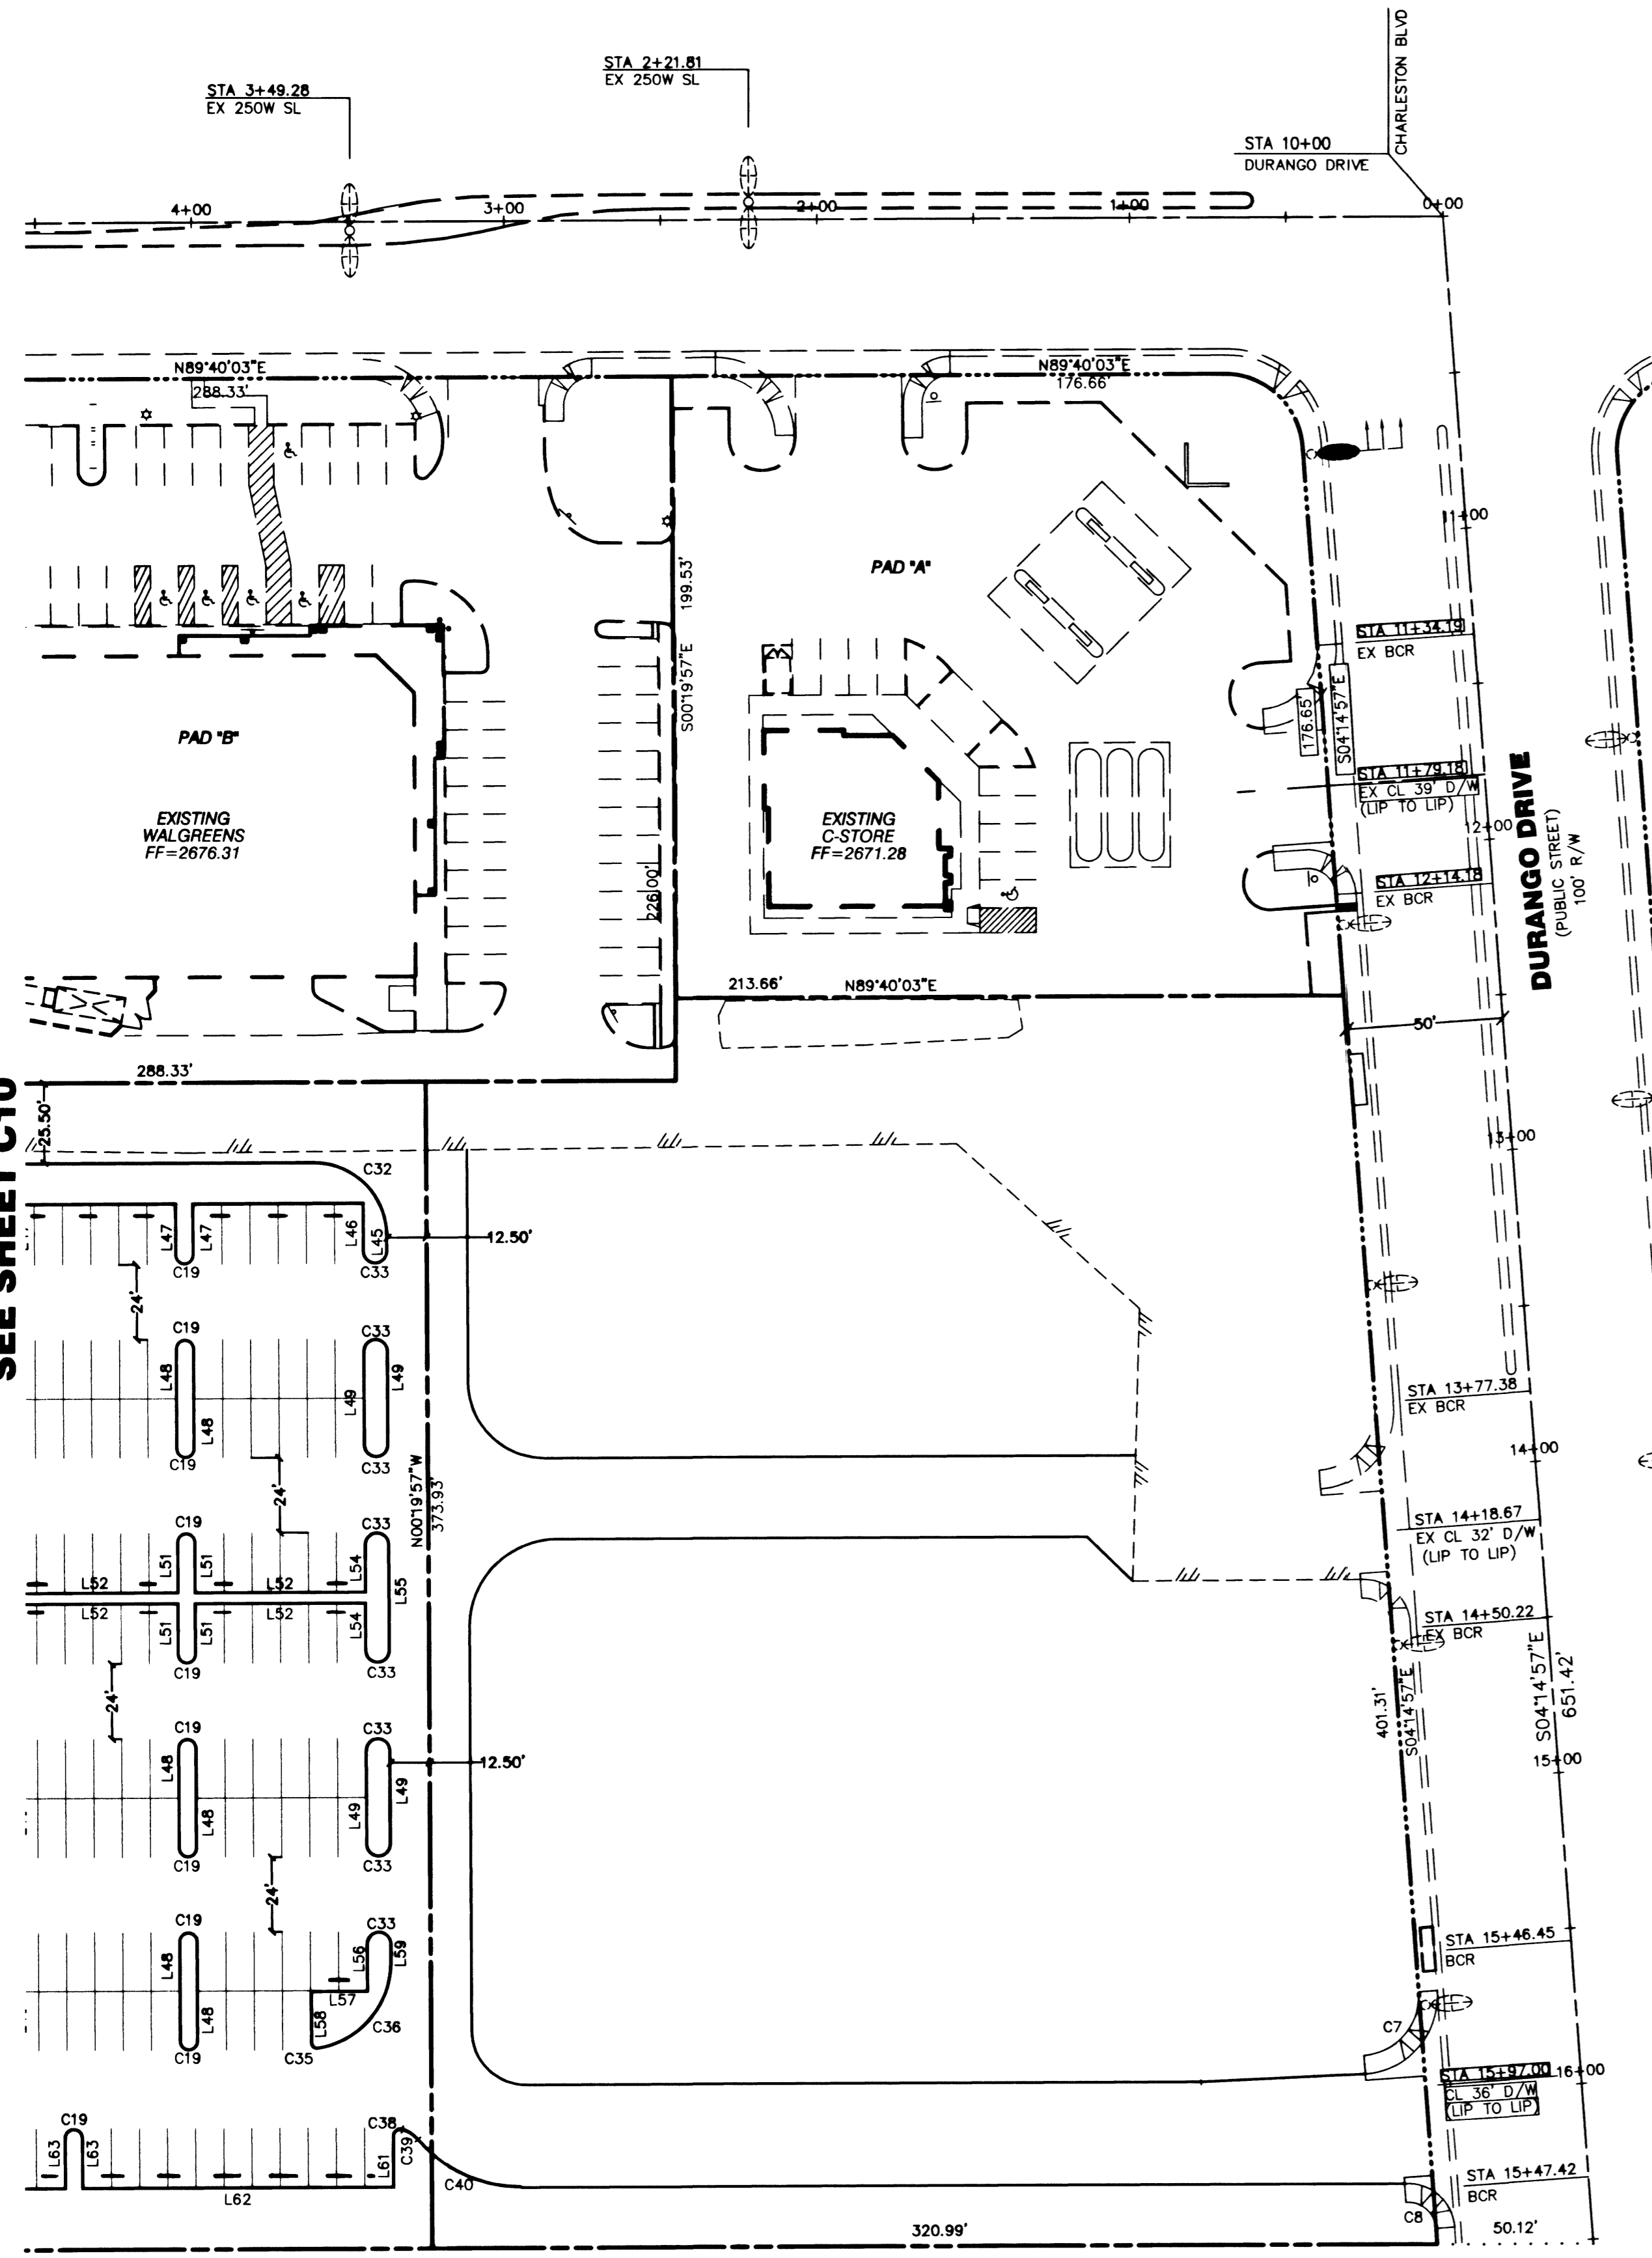 CHARLESTON BLVD
STA 2+21.81
EX 250W SL
STA 3+49.28
EX 250W SL
STA 10+00
DURANGO DRIVE
4+00
3+00
2+00
1+00
0+00
N89°40'03"E
288.33'
N89°40'03"E
176.66'
11+00
PAD "A"
199.53'
S00°19'57"E
226.00'
STA 11+34.19
EX BCR
176.65'
S04°14'57"E
PAD "B"
STA 11+79.18
EX CL 39' D/W
(LIP TO LIP)
EXISTING
WALGREENS
FF=2676.31
EXISTING
C-STORE
FF=2671.28
12+00
DURANGO DRIVE
(PUBLIC STREET)
100' R/W
STA 12+14.18
EX BCR
213.66'
N89°40'03"E
50'
288.33'
SEE SHEET C10
25.50'
13+00
C32
L47
L47
L46
L45
12.50'
C19
C33
24'
C19
C33
L48
L49
L49
L48
STA 13+77.38
EX BCR
C19
C33
14+00
N00°19'57"W
373.93'
24'
C19
C33
STA 14+18.67
EX CL 32' D/W
(LIP TO LIP)
L51
L51
L54
L52
L52
L55
L52
L52
L51
L51
L54
STA 14+50.22
EX BCR
C19
C33
24'
401.31'
S04°14'57"E
S04°14'57"E
651.42'
C19
C33
15+00
12.50'
L48
L49
L49
L48
C19
C33
24'
C19
C33
STA 15+46.45
BCR
L48
L56
L59
L57
L48
L58
C36
C7
C19
C35
STA 15+97.00
CL 36' D/W
(LIP TO LIP)
16+00
C19
C38
L63
L63
C39
L61
C40
L62
STA 15+47.42
BCR
C8
320.99'
50.12'